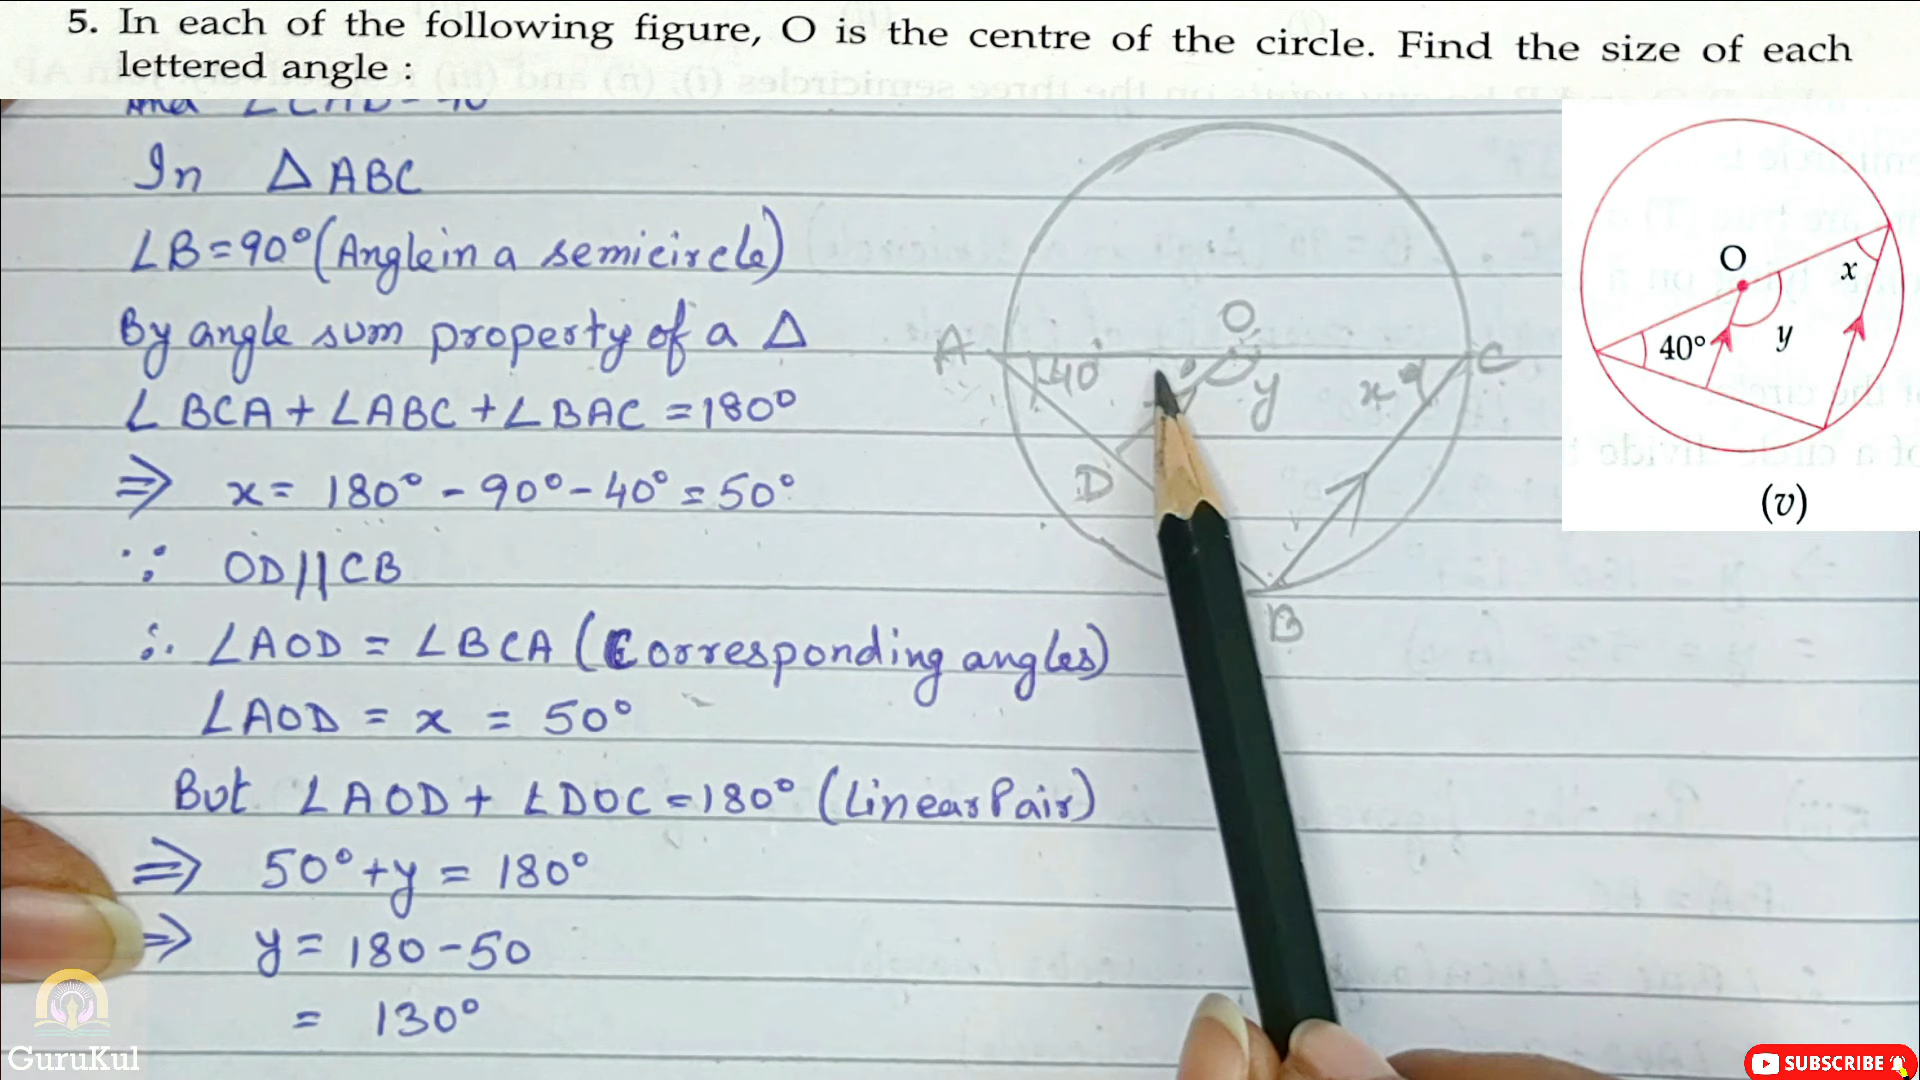 5. In each of the following figure, O is the centre of the circle. Find the size of each
lettered angle :
In △ ABC
∠B=90° (Angle in a semicircle)
By angle sum property of a △
∠BCA + ∠ABC + ∠BAC = 180°
⇒ x = 180° - 90° - 40° = 50°
∵ OD||CB
∴ ∠AOD = ∠BCA (Corresponding angles)
∠AOD = x = 50°
But ∠AOD + ∠DOC = 180° (Linear Pair)
⇒ 50° + y = 180°
⇒ y = 180 - 50
= 130°
A
40°
O
y
x
C
D
B
O
x
40°
y
(v)
GuruKul
SUBSCRIBE